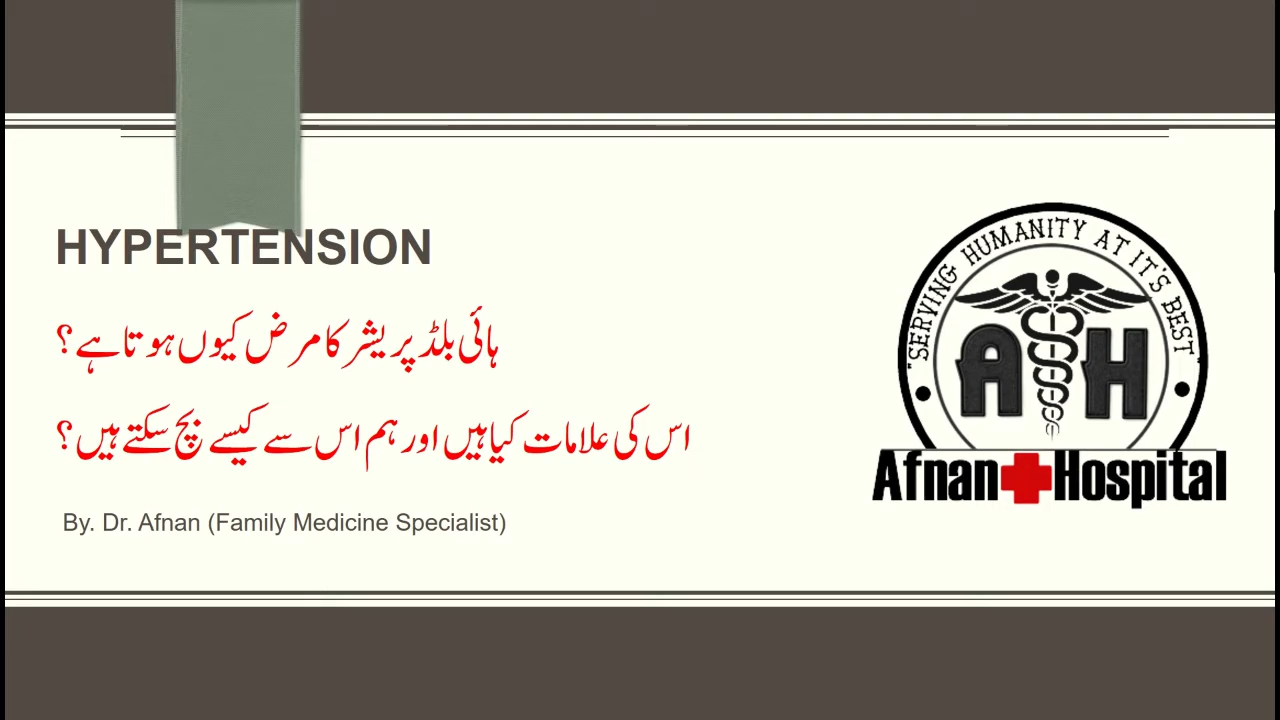 HYPERTENSION
ہائی بلڈ پریشر کا مرض کیوں ہوتا ہے؟
اس کی علامات کیا ہیں اور ہم اس سے کیسے بچ سکتے ہیں؟
By. Dr. Afnan (Family Medicine Specialist)
"SERVING HUMANITY AT IT'S BEST"
A H
Afnan Hospital